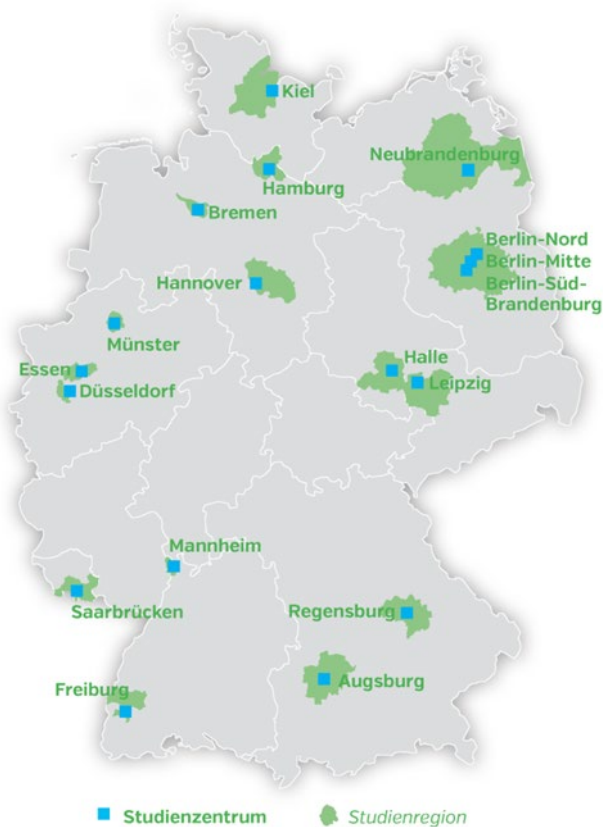 Kiel
Neubrandenburg
Hamburg
Bremen
Berlin-Nord
Berlin-Mitte
Berlin-Süd-
Brandenburg
Hannover
Münster
Essen
Düsseldorf
Halle
Leipzig
Mannheim
Saarbrücken
Regensburg
Augsburg
Freiburg
Studienzentrum
Studienregion